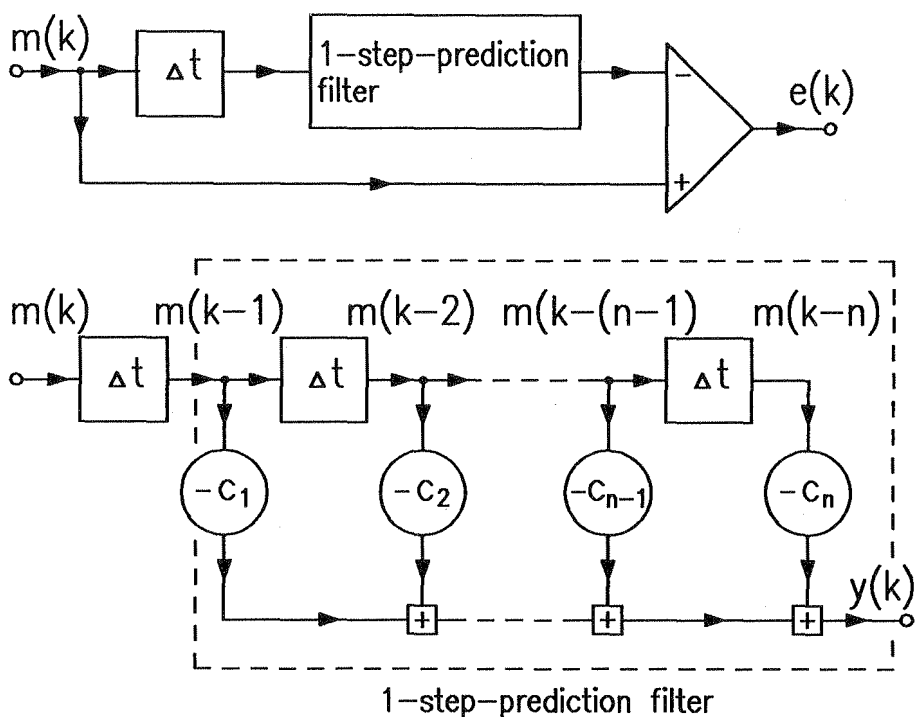 m(k)
Δt
1-step-prediction
filter
-
+
e(k)
m(k)
m(k-1)
m(k-2)
m(k-(n-1)
m(k-n)
Δt
Δt
Δt
-C1
-C2
-Cn-1
-Cn
+
+
+
y(k)
1-step-prediction filter